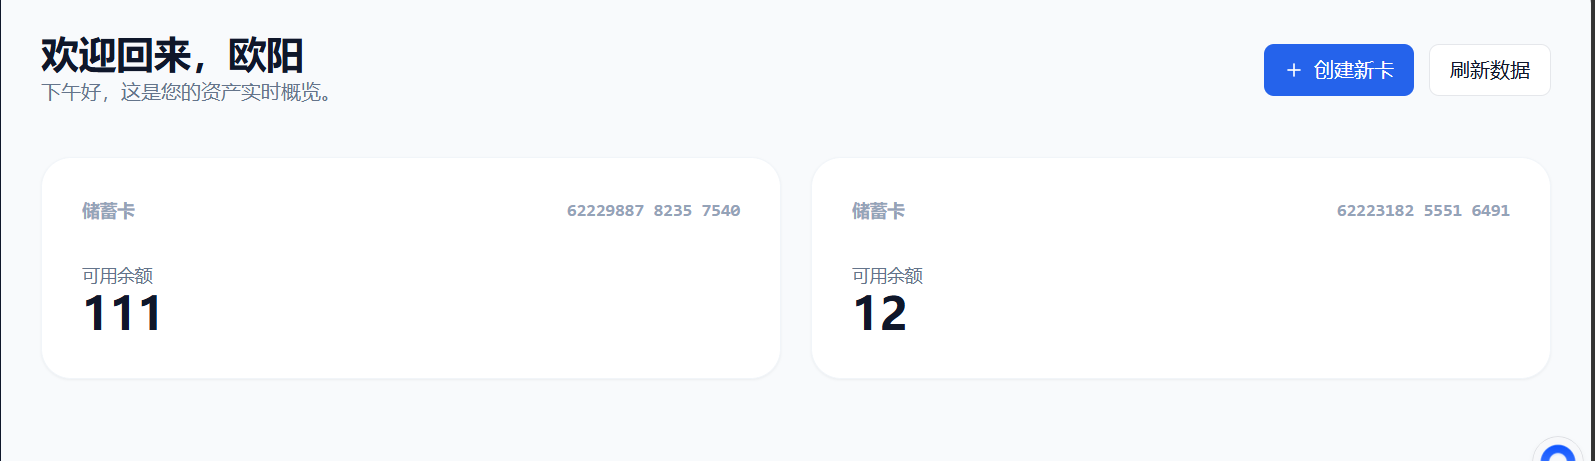 欢迎回来，欧阳
下午好，这是您的资产实时概览。
+ 创建新卡
刷新数据
储蓄卡
62229887 8235 7540
可用余额
111
储蓄卡
62223182 5551 6491
可用余额
12